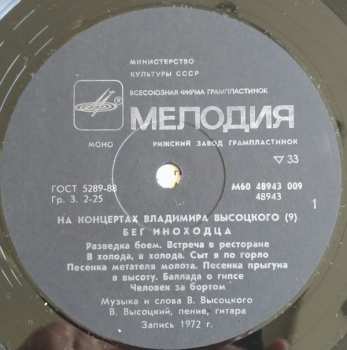 МИНИСТЕРСТВО
КУЛЬТУРЫ СССР
ВСЕСОЮЗНАЯ ФИРМА ГРАМПЛАСТИНОК
МЕЛОДИЯ
МОНО
РИЖСКИЙ ЗАВОД ГРАМПЛАСТИНОК
▽ 33
ГОСТ 5289-88
Гр. 3. 2-25
М60 48943 009
48943
1
НА КОНЦЕРТАХ ВЛАДИМИРА ВЫСОЦКОГО (9)
БЕГ ИНОХОДЦА
Разведка боем. Встреча в ресторане
В холода, в холода. Сыт я по горло
Песенка метателя молота. Песенка прыгуна
в высоту. Баллада о гипсе
Человек за бортом
Музыка и слова В. Высоцкого
В. Высоцкий, пение, гитара
Запись 1972 г.